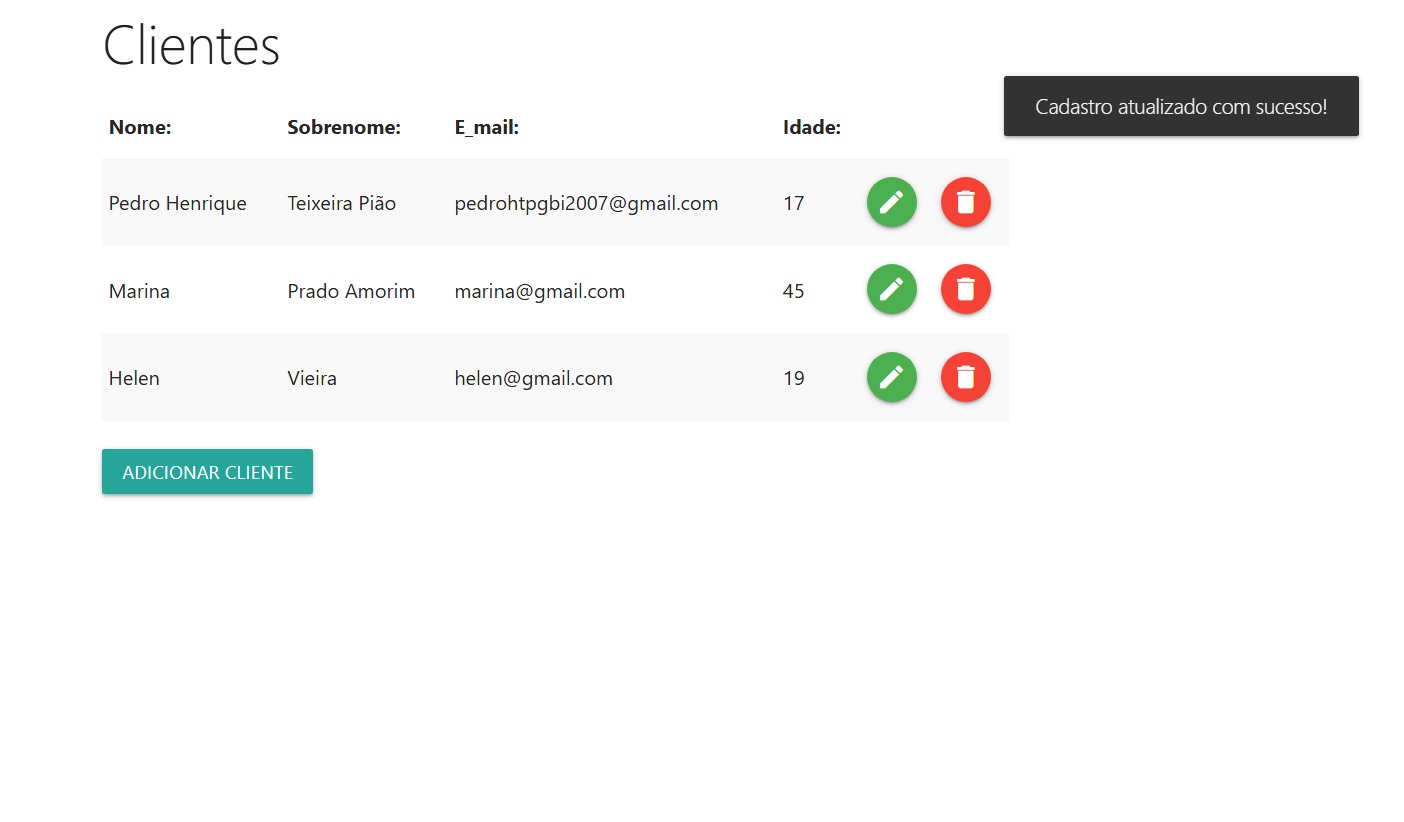 Clientes
Cadastro atualizado com sucesso!
Nome: Sobrenome: E_mail: Idade:
Pedro Henrique Teixeira Pião pedrohtpgbi2007@gmail.com 17
Marina Prado Amorim marina@gmail.com 45
Helen Vieira helen@gmail.com 19
ADICIONAR CLIENTE